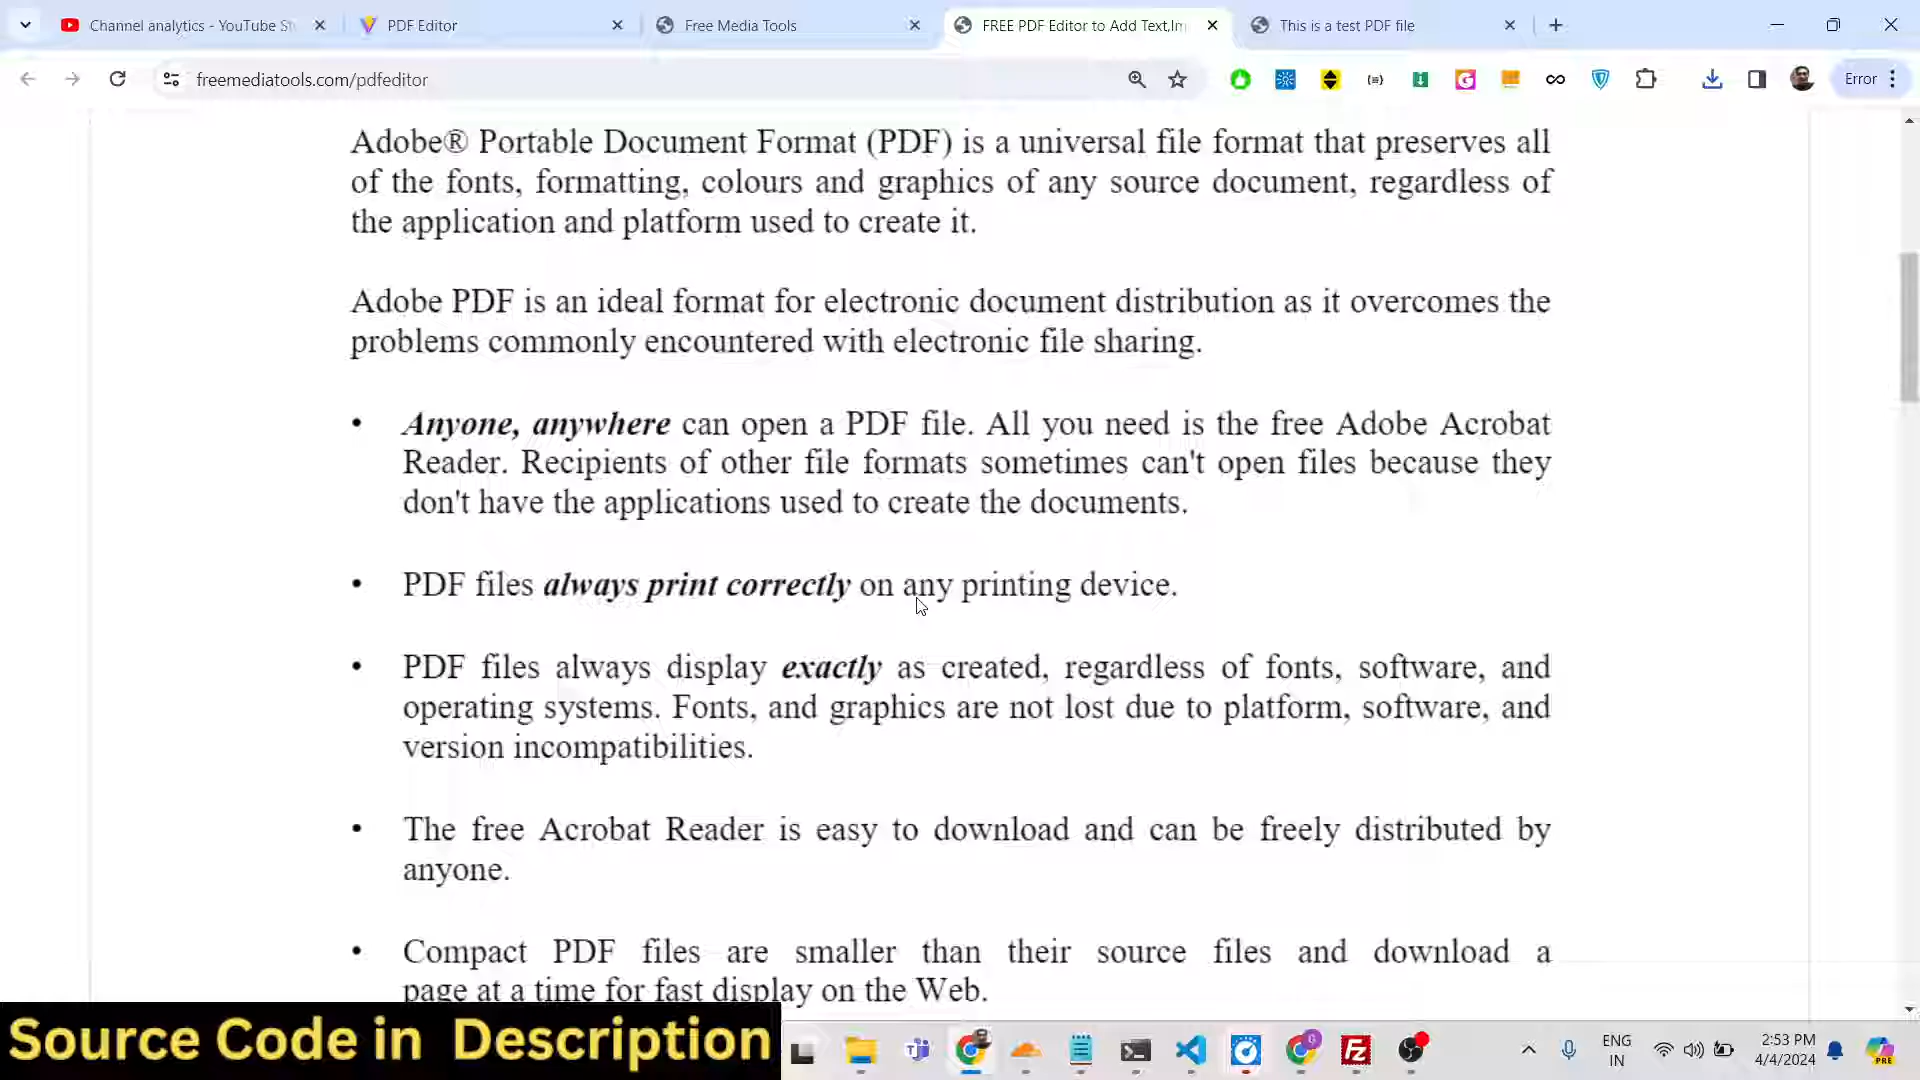 Channel analytics - YouTube St
PDF Editor
Free Media Tools
FREE PDF Editor to Add Text,Im
This is a test PDF file
freemediatools.com/pdfeditor
Error
Adobe® Portable Document Format (PDF) is a universal file format that preserves all
of the fonts, formatting, colours and graphics of any source document, regardless of
the application and platform used to create it.
Adobe PDF is an ideal format for electronic document distribution as it overcomes the
problems commonly encountered with electronic file sharing.
• Anyone, anywhere can open a PDF file. All you need is the free Adobe Acrobat
Reader. Recipients of other file formats sometimes can't open files because they
don't have the applications used to create the documents.
• PDF files always print correctly on any printing device.
• PDF files always display exactly as created, regardless of fonts, software, and
operating systems. Fonts, and graphics are not lost due to platform, software, and
version incompatibilities.
• The free Acrobat Reader is easy to download and can be freely distributed by
anyone.
• Compact PDF files are smaller than their source files and download a
page at a time for fast display on the Web.
Source Code in Description
ENG
IN
2:53 PM
4/4/2024
PRE